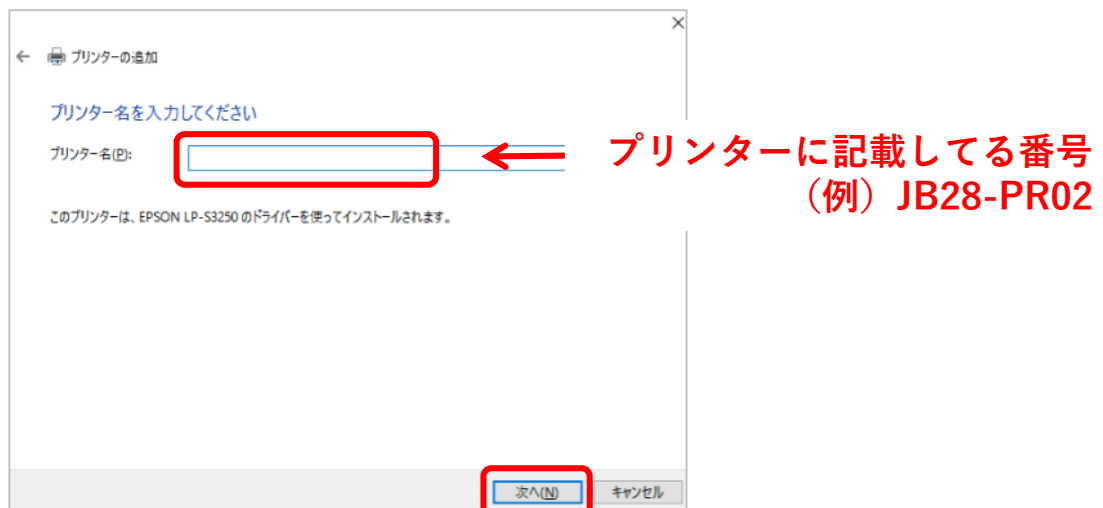 プリンターの追加
プリンター名を入力してください
プリンター名(P):
プリンターに記載してる番号
（例）JB28-PR02
このプリンターは、EPSON LP-S3250 のドライバーを使ってインストールされます。
次へ(N)
キャンセル